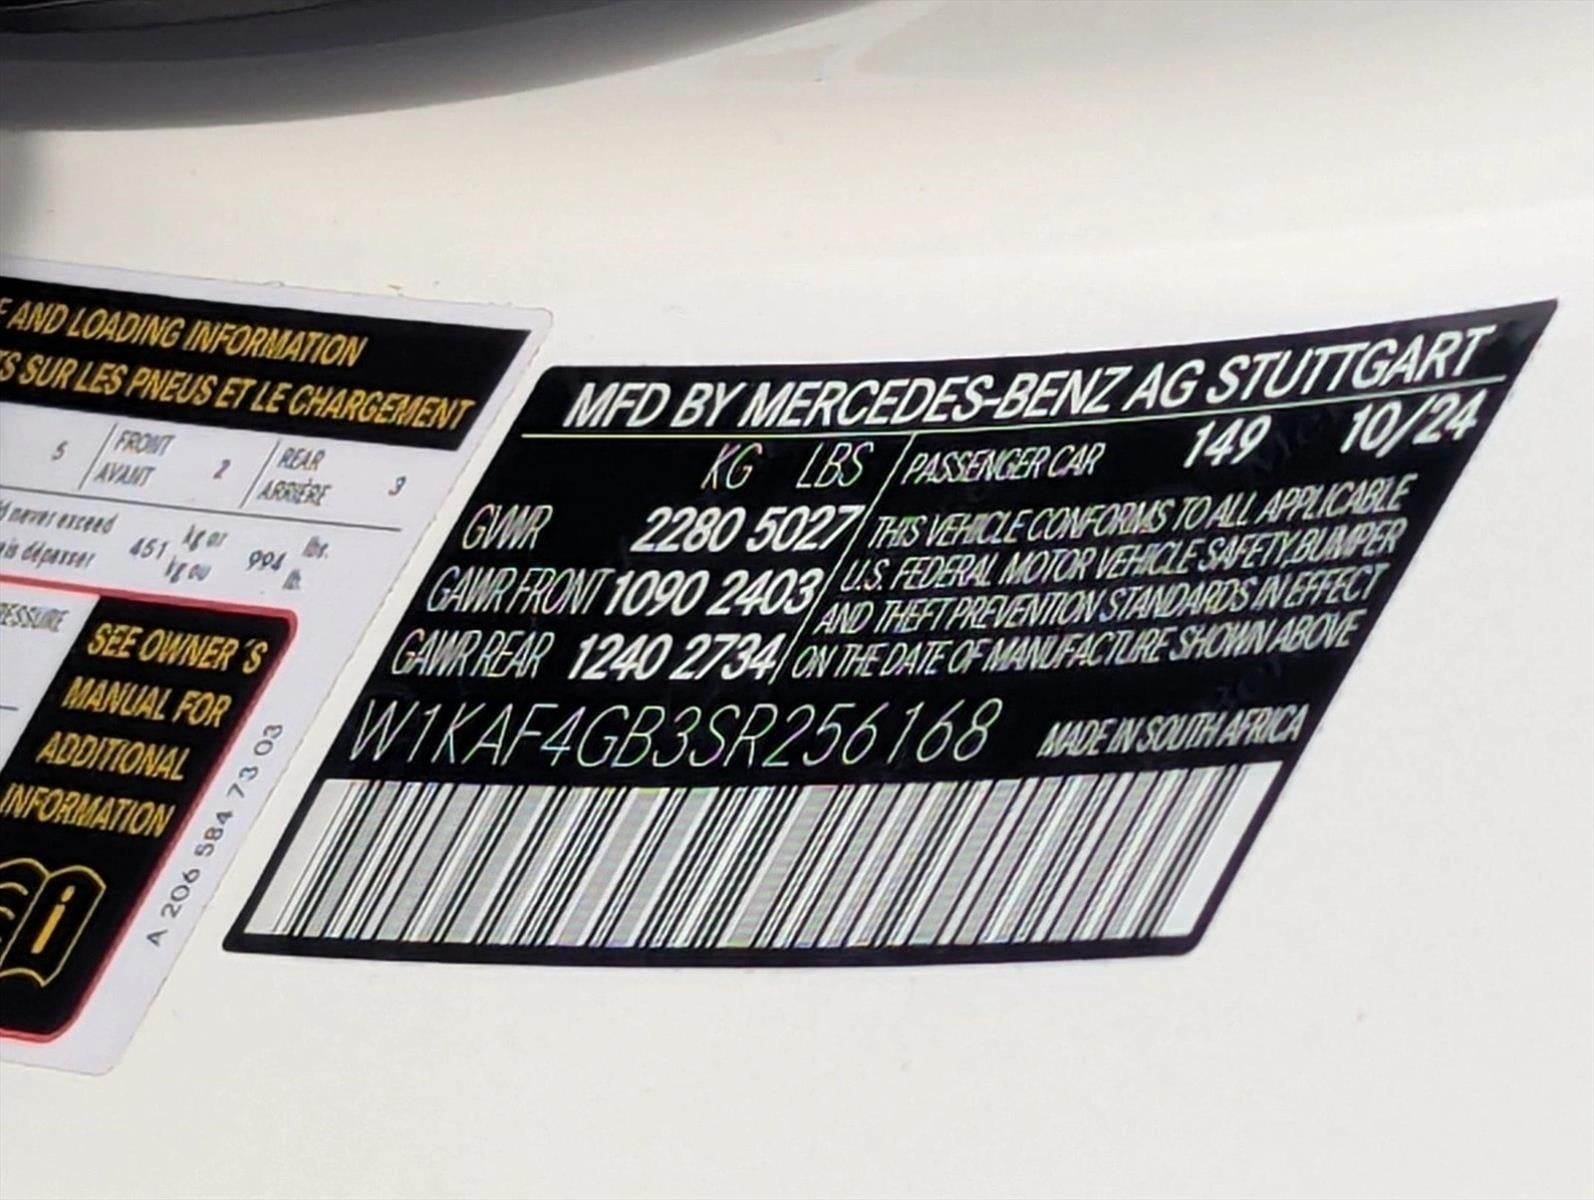 AND LOADING INFORMATION
SUR LES PNEUS ET LE CHARGEMENT
5 FRONT AVANT 2 REAR ARRIÈRE 3
never exceed 451 kg or 994 lbs.
dépasser kg ou lb.
SEE OWNER´S
MANUAL FOR
ADDITIONAL
INFORMATION
i
A 206 584 73 03
MFD BY MERCEDES-BENZ AG STUTTGART
KG LBS PASSENGER CAR 149 10/24
GVWR 2280 5027 THIS VEHICLE CONFORMS TO ALL APPLICABLE
GAWR FRONT 1090 2403 U.S. FEDERAL MOTOR VEHICLE SAFETY,BUMPER
AND THEFT PREVENTION STANDARDS IN EFFECT
GAWR REAR 1240 2734 ON THE DATE OF MANUFACTURE SHOWN ABOVE
W1KAF4GB3SR256168 MADE IN SOUTH AFRICA